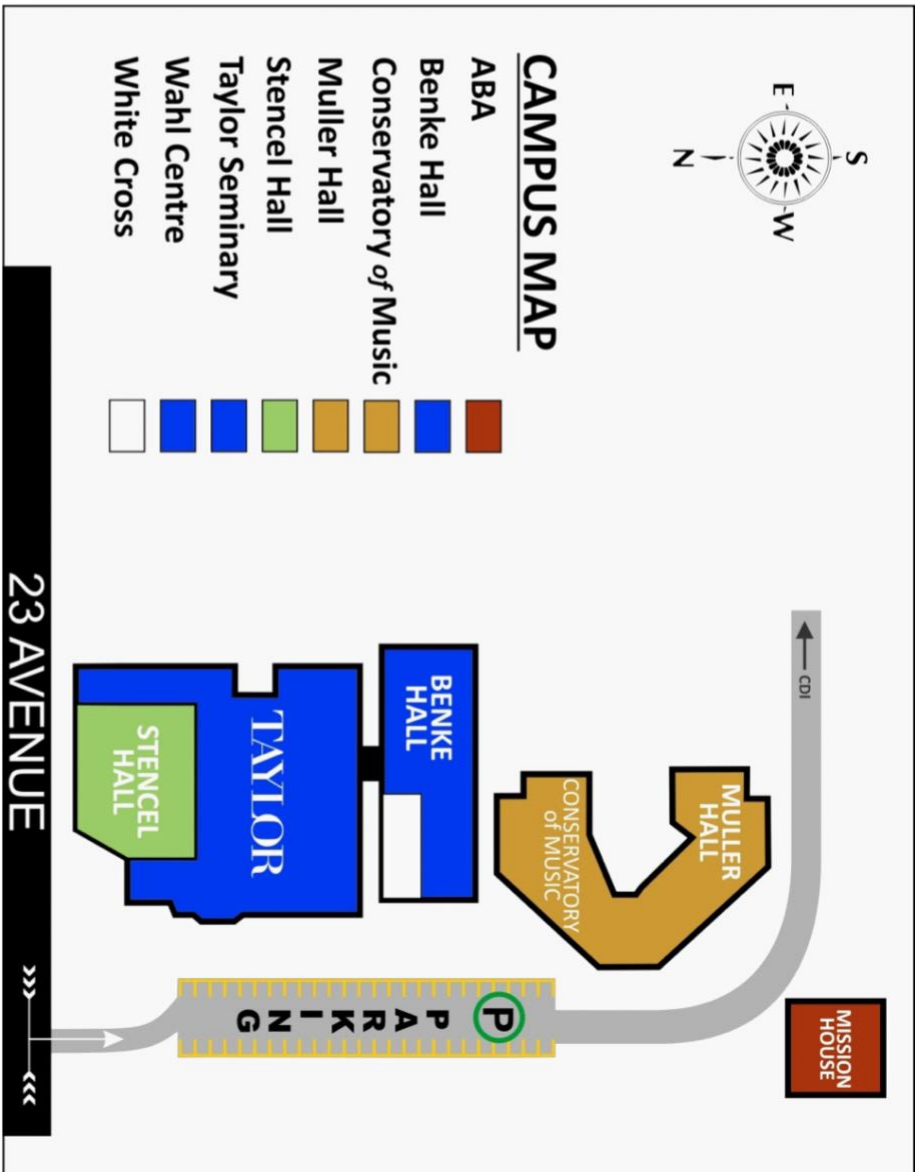 S
E
W
N
CAMPUS MAP
ABA
Benke Hall
Conservatory of Music
Muller Hall
Stencel Hall
Taylor Seminary
Wahl Centre
White Cross
CDI
MISSION
HOUSE
MULLER
HALL
CONSERVATORY
of MUSIC
BENKE
HALL
TAYLOR
STENCEL
HALL
P
PARKING
23 AVENUE